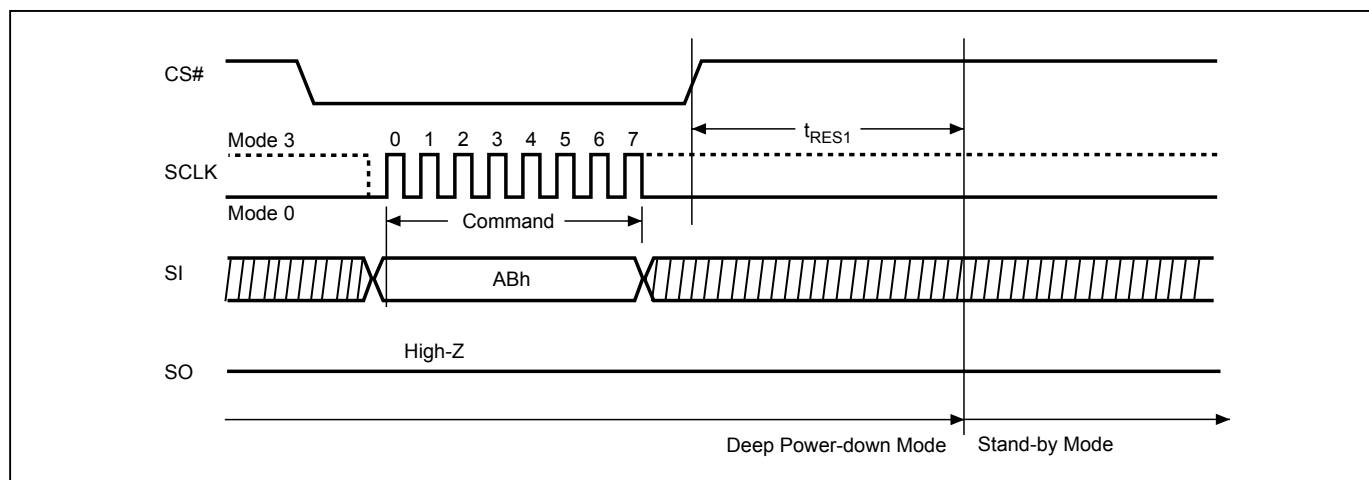 CS#
tRES1
Mode 3
0 1 2 3 4 5 6 7
SCLK
Mode 0
Command
SI
ABh
High-Z
SO
Deep Power-down Mode
Stand-by Mode